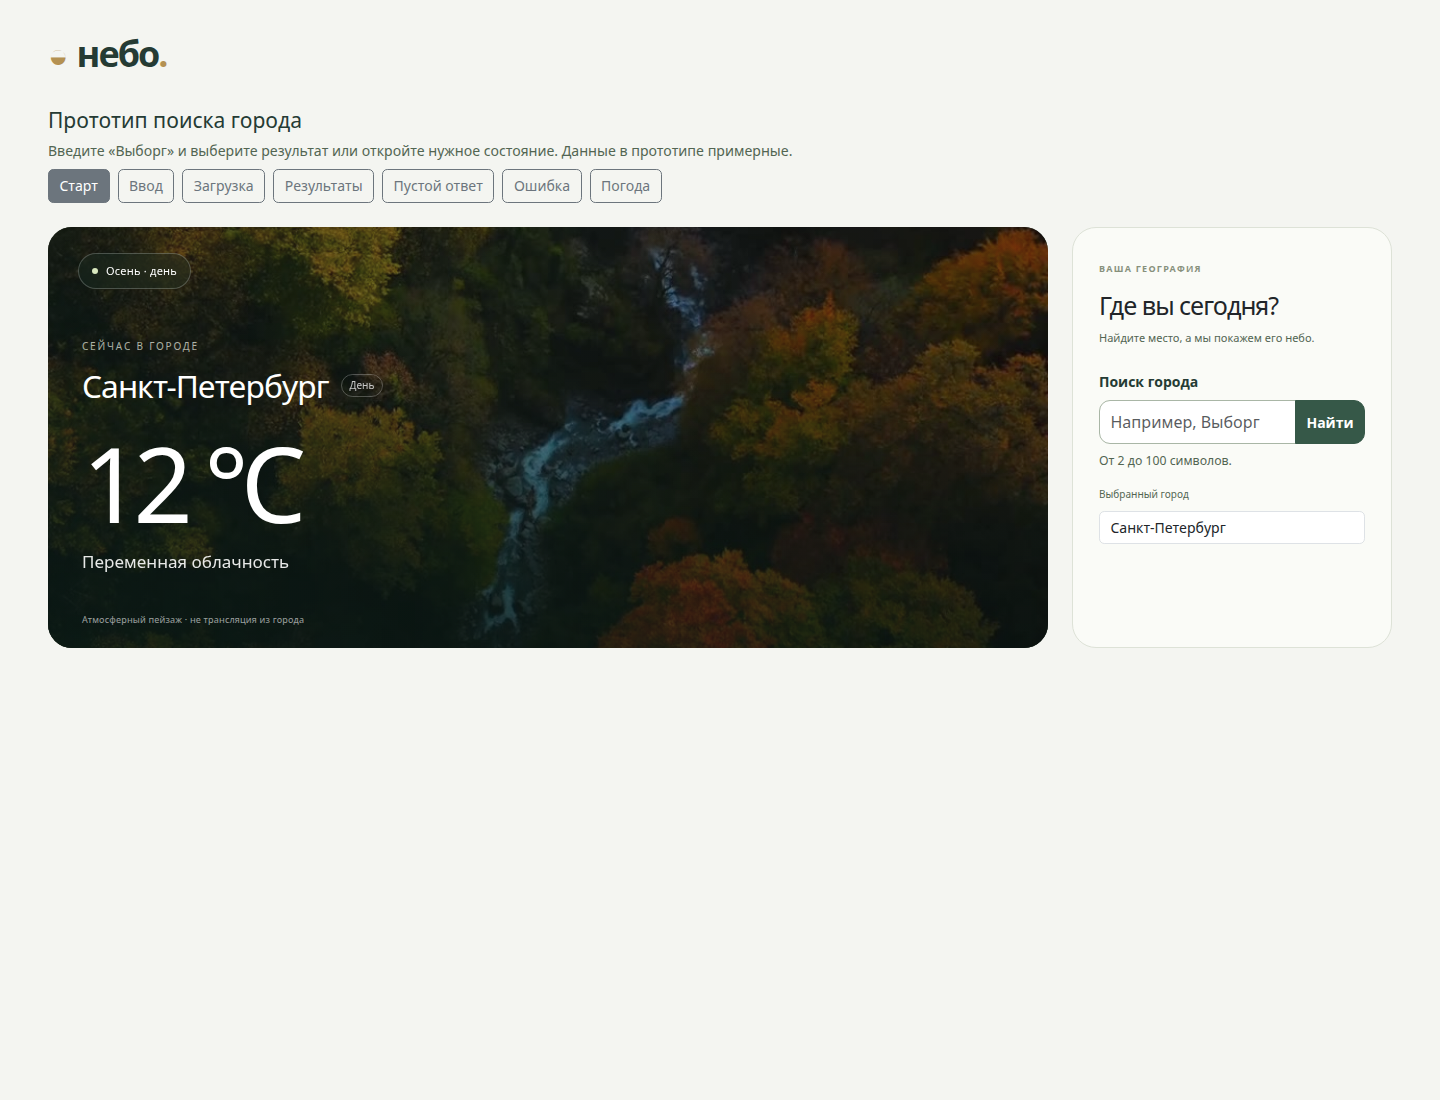 небо.
Прототип поиска города
Введите «Выборг» и выберите результат или откройте нужное состояние. Данные в прототипе примерные.
Старт Ввод Загрузка Результаты Пустой ответ Ошибка Погода
Осень · день
СЕЙЧАС В ГОРОДЕ
Санкт-Петербург День
12 °C
Переменная облачность
Атмосферный пейзаж · не трансляция из города
ВАША ГЕОГРАФИЯ
Где вы сегодня?
Найдите место, а мы покажем его небо.
Поиск города
Например, Выборг Найти
От 2 до 100 символов.
Выбранный город
Санкт-Петербург